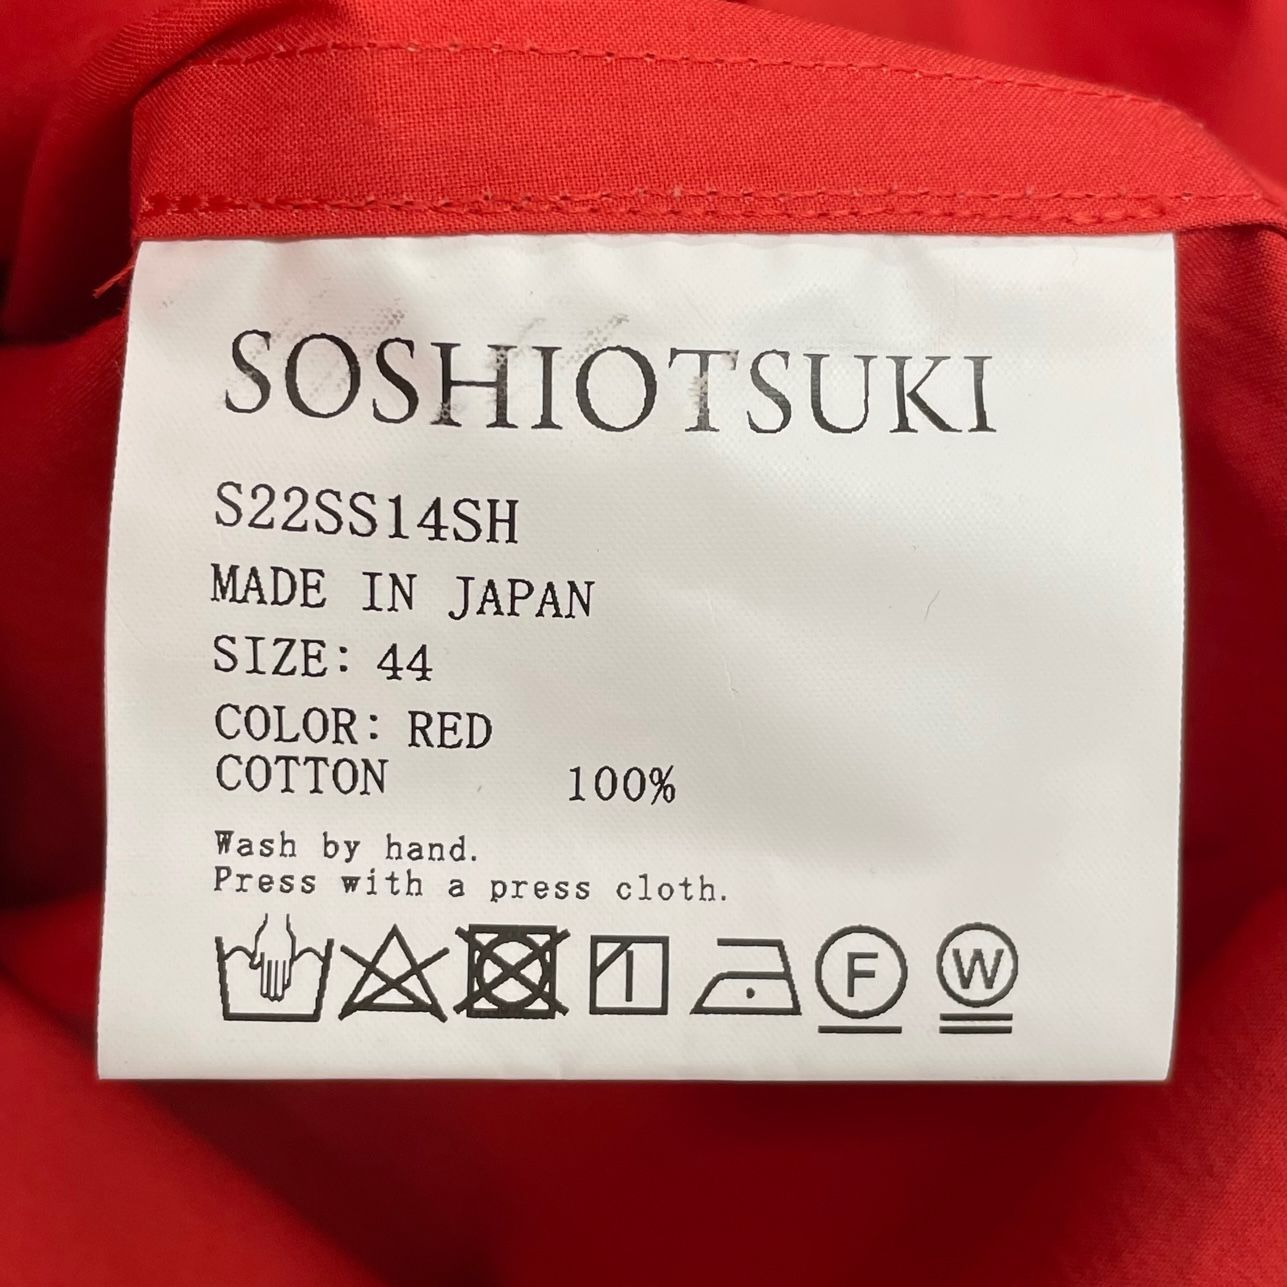 SOSHIOTSUKI
S22SS14SH
MADE IN JAPAN
SIZE: 44
COLOR: RED
COTTON 100%
Wash by hand.
Press with a press cloth.
F W